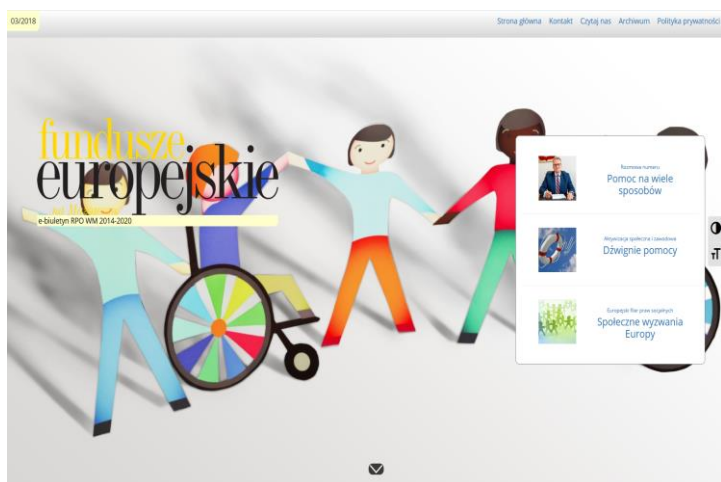 03/2018
Strona główna Kontakt Czytaj nas Archiwum Polityka prywatności
fundusze
europejskie
e-biuletyn RPO WM 2014-2020
Rozmowa numeru
Pomoc na wiele
sposobów
Aktywizacja społeczna i zawodowa
Dźwignie pomocy
Europejski filar praw socjalnych
Społeczne wyzwania
Europy